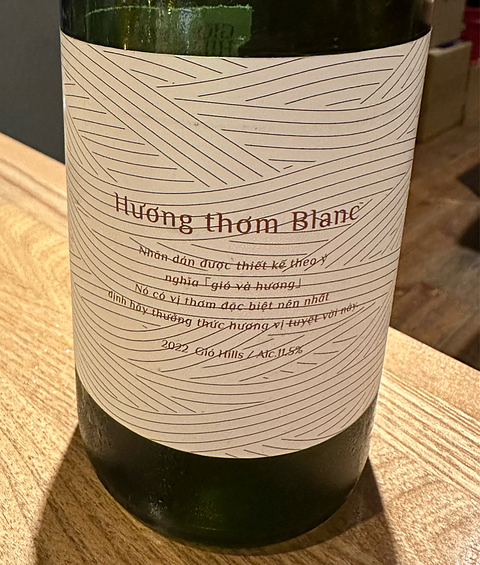 Hương thơm Blanc
Nhãn dán được thiết kế theo ý
nghĩa「gió và hương」
Nó có vị thơm đặc biệt nên nhất
định hãy thưởng thức hương vị tuyệt vời này.
2022 Gió Hills / Alc.11.5%